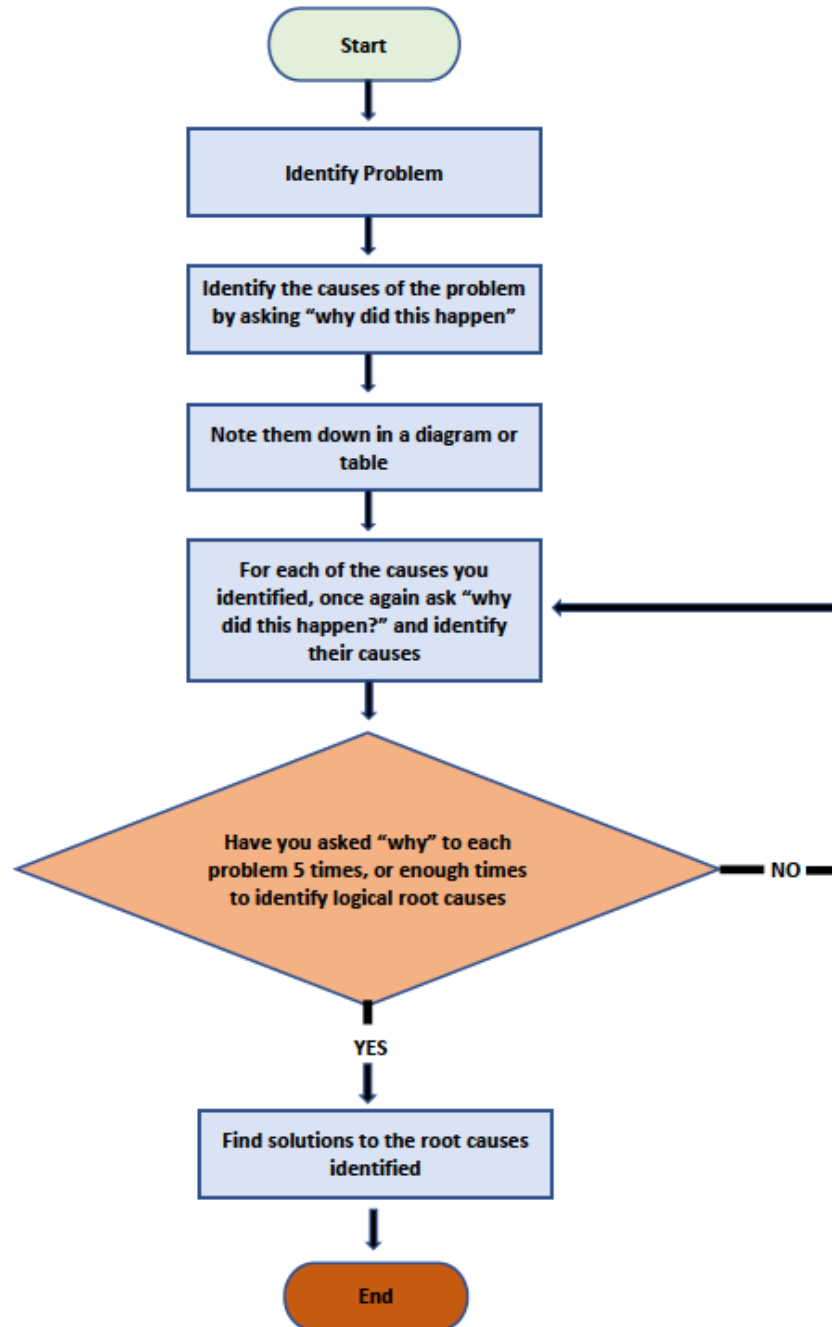 Start
Identify Problem
Identify the causes of the problem
by asking “why did this happen”
Note them down in a diagram or
table
For each of the causes you
identified, once again ask “why
did this happen?” and identify
their causes
Have you asked “why” to each
problem 5 times, or enough times
to identify logical root causes
NO
YES
Find solutions to the root causes
identified
End